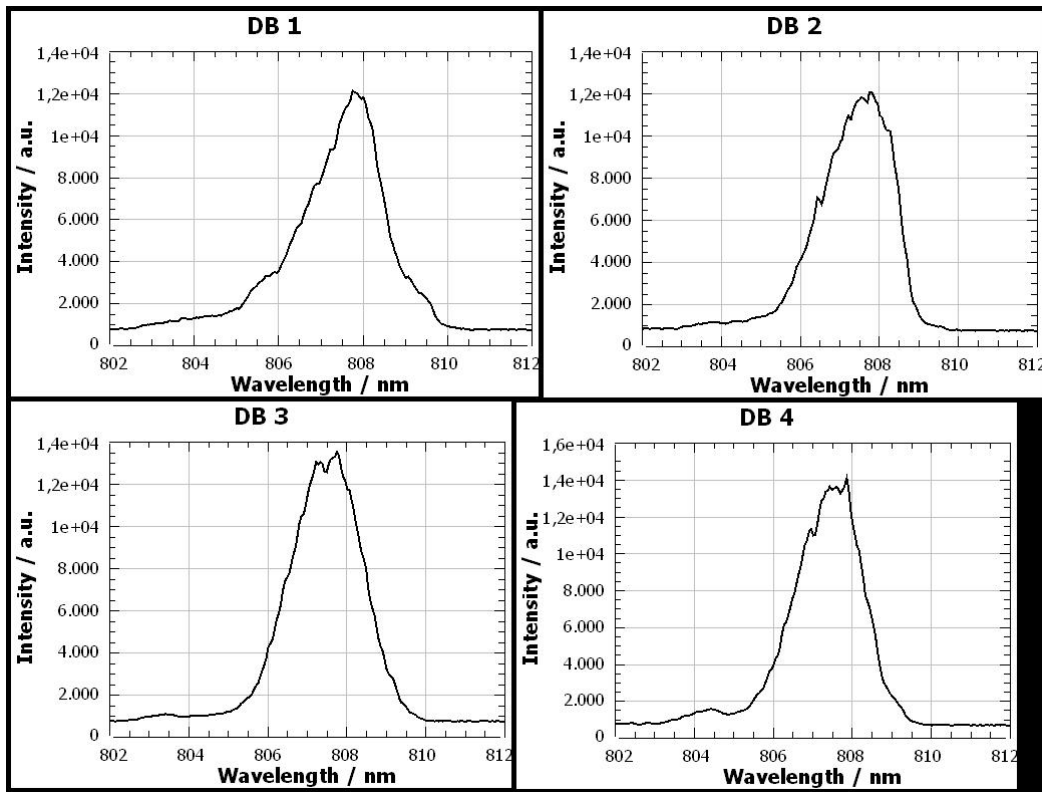 DB 1
1,4e+04
1,2e+04
1e+04
8.000
6.000
4.000
2.000
0
Intensity / a.u.
802 804 806 808 810 812
Wavelength / nm
DB 2
1,4e+04
1,2e+04
1e+04
8.000
6.000
4.000
2.000
0
Intensity / a.u.
802 804 806 808 810 812
Wavelength / nm
DB 3
1,4e+04
1,2e+04
1e+04
8.000
6.000
4.000
2.000
0
Intensity / a.u.
802 804 806 808 810 812
Wavelength / nm
DB 4
1,6e+04
1,4e+04
1,2e+04
1e+04
8.000
6.000
4.000
2.000
0
Intensity / a.u.
802 804 806 808 810 812
Wavelength / nm